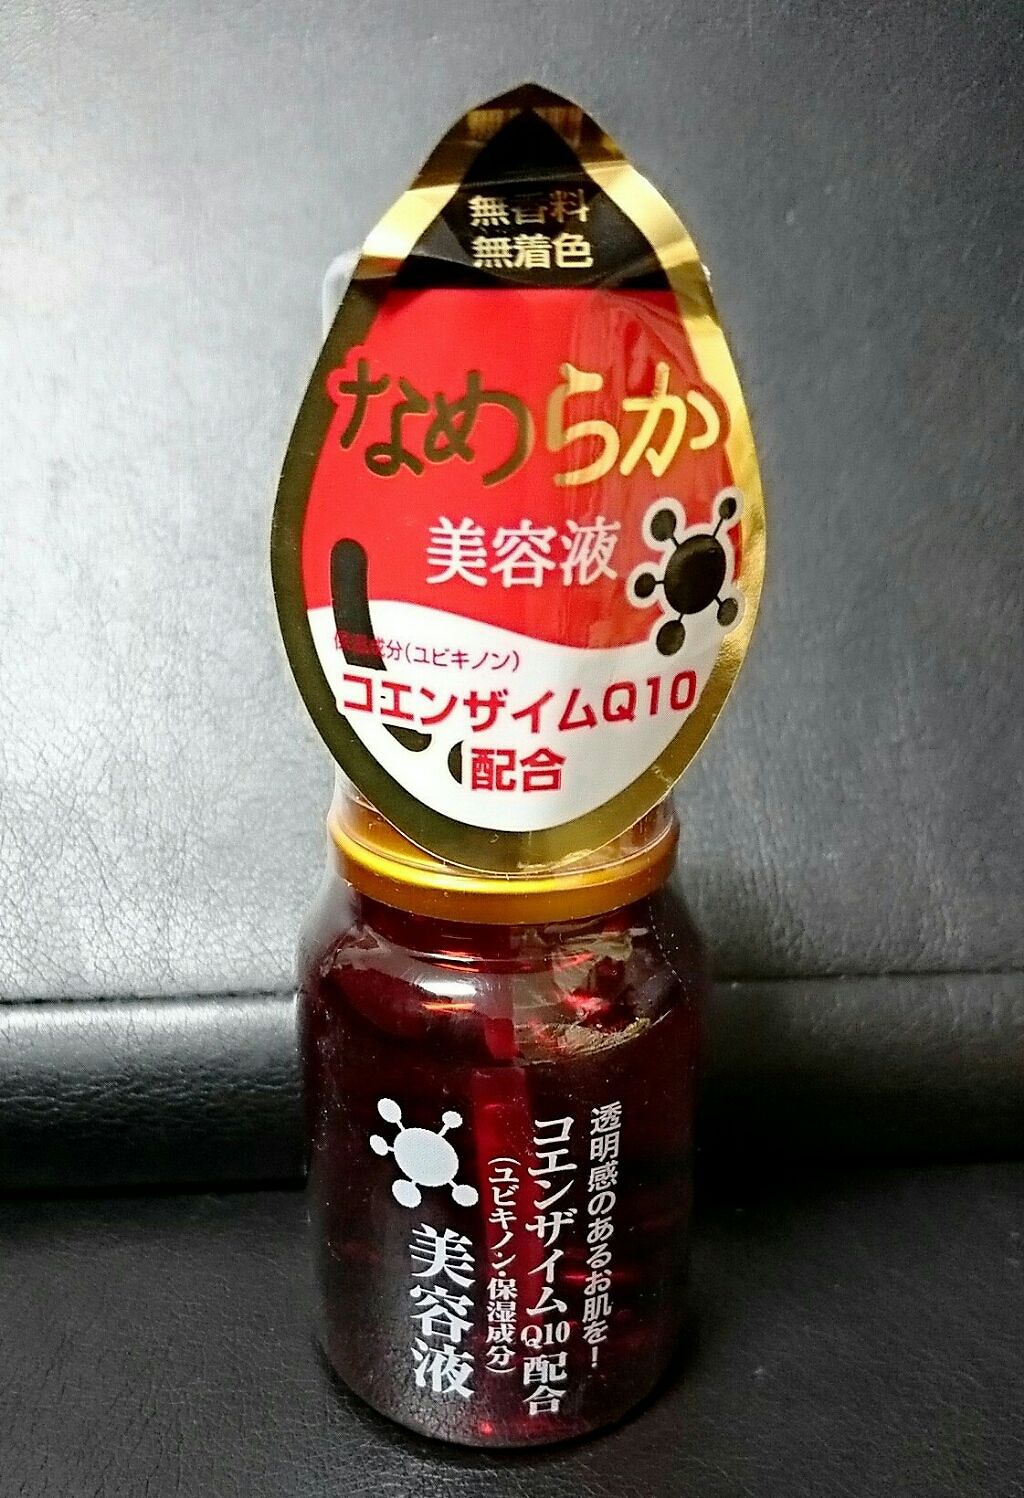 無香料
無着色
なめらか
美容液
保湿成分(ユビキノン)
コエンザイムQ10
配合
透明感のあるお肌を!
コエンザイムQ10配合
(ユビキノン・保湿成分)
美容液